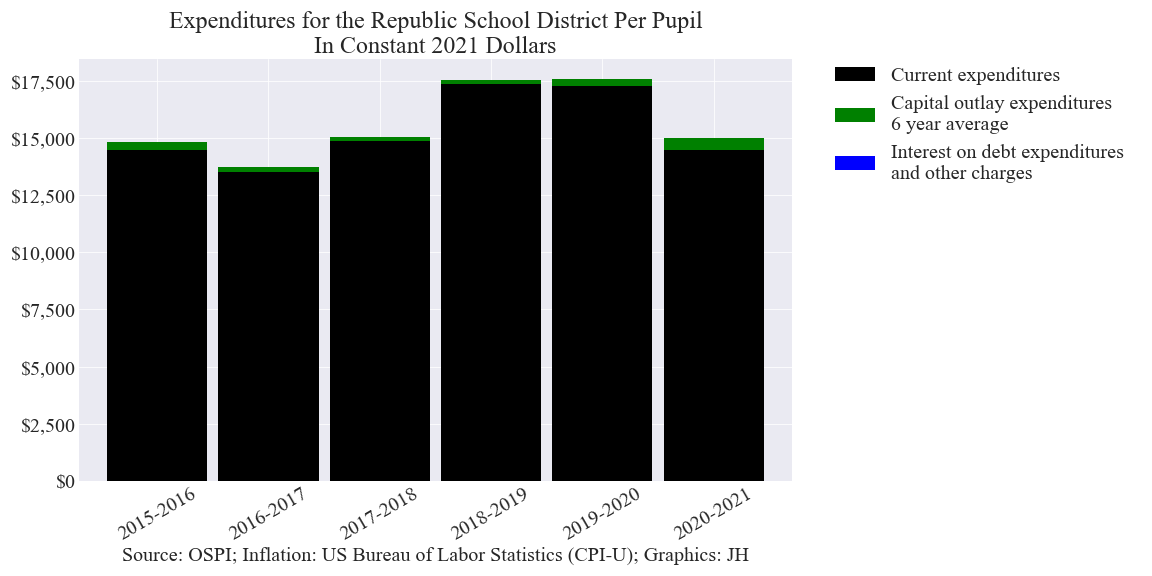 Expenditures for the Republic School District Per Pupil
In Constant 2021 Dollars
$17,500
$15,000
$12,500
$10,000
$7,500
$5,000
$2,500
$0
2015-2016
2016-2017
2017-2018
2018-2019
2019-2020
2020-2021
Source: OSPI; Inflation: US Bureau of Labor Statistics (CPI-U); Graphics: JH
Current expenditures
Capital outlay expenditures
6 year average
Interest on debt expenditures
and other charges